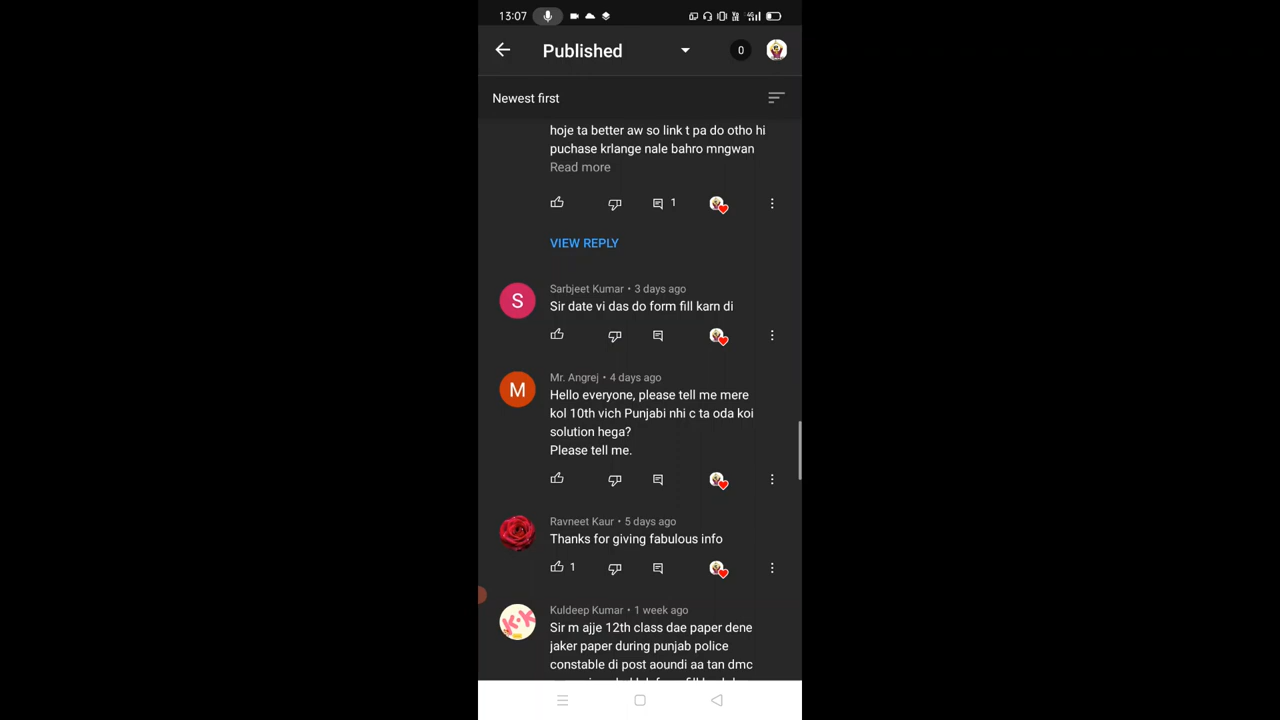 13:07
Published
0
Newest first
hoje ta better aw so link t pa do otho hi
puchase krlange nale bahro mngwan
Read more
1
VIEW REPLY
S
Sarbjeet Kumar • 3 days ago
Sir date vi das do form fill karn di
M
Mr. Angrej • 4 days ago
Hello everyone, please tell me mere
kol 10th vich Punjabi nhi c ta oda koi
solution hega?
Please tell me.
Ravneet Kaur • 5 days ago
Thanks for giving fabulous info
1
Kuldeep Kumar • 1 week ago
Sir m ajje 12th class dae paper dene
jaker paper during punjab police
constable di post aoundi aa tan dmc